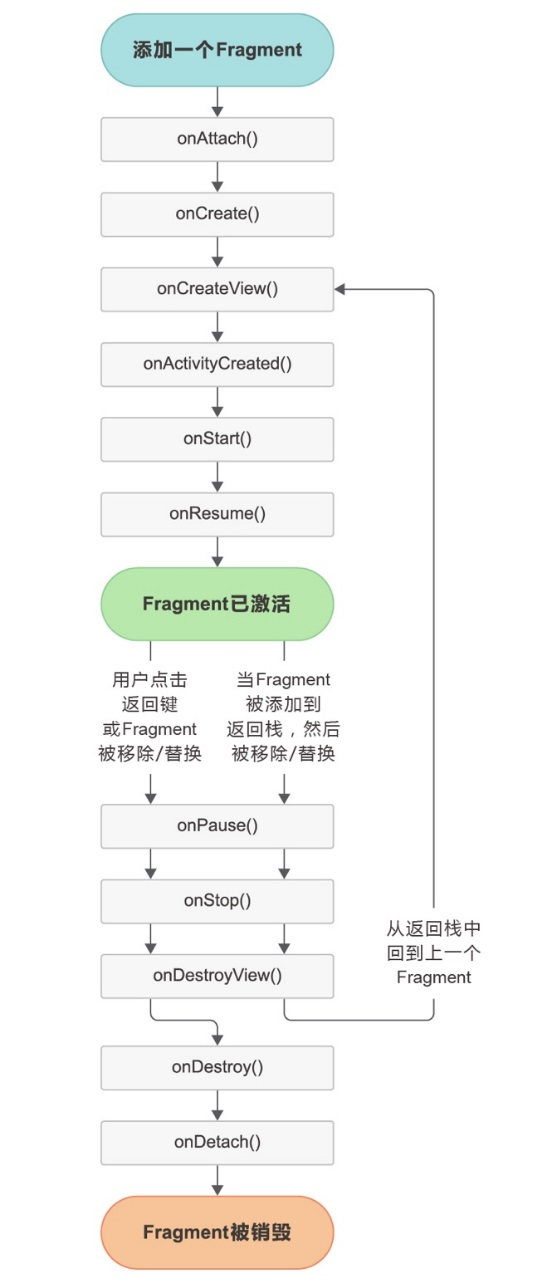 添加一个Fragment
onAttach()
onCreate()
onCreateView()
onActivityCreated()
onStart()
onResume()
Fragment已激活
用户点击
返回键
或Fragment
被移除/替换
当Fragment
被添加到
返回栈，然后
被移除/替换
onPause()
onStop()
onDestroyView()
从返回栈中
回到上一个
Fragment
onDestroy()
onDetach()
Fragment被销毁